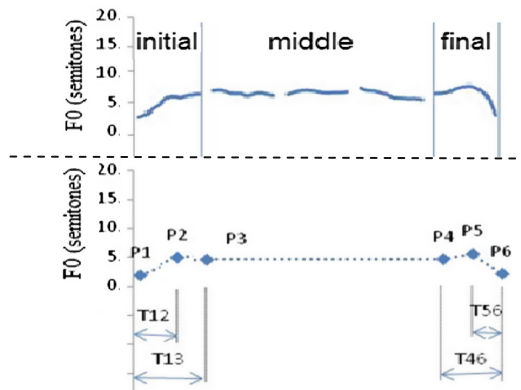 20.
initial middle final
15
10
5.
0.
F0 (semitones)
20.
15
10
5
0.
F0 (semitones)
P1 P2 P3 P4 P5 P6
T12 T56
T13 T46